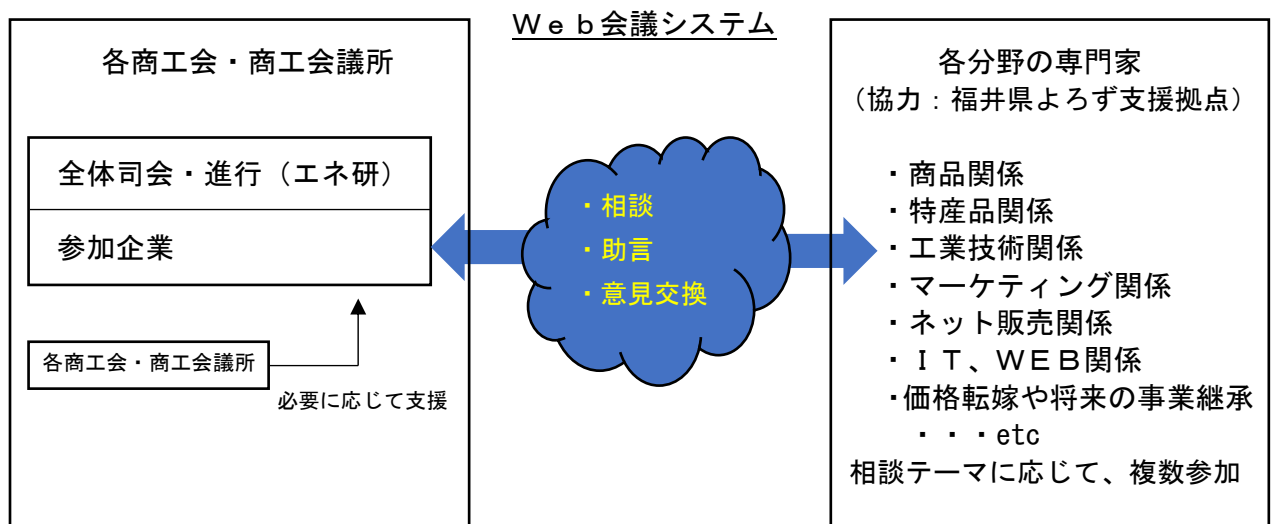 Ｗｅｂ会議システム
各商工会・商工会議所
全体司会・進行（エネ研）
参加企業
各商工会・商工会議所
必要に応じて支援
・相談
・助言
・意見交換
各分野の専門家
（協力：福井県よろず支援拠点）
・商品関係
・特産品関係
・工業技術関係
・マーケティング関係
・ネット販売関係
・ＩＴ、ＷＥＢ関係
・価格転嫁や将来の事業継承
・・・etc
相談テーマに応じて、複数参加